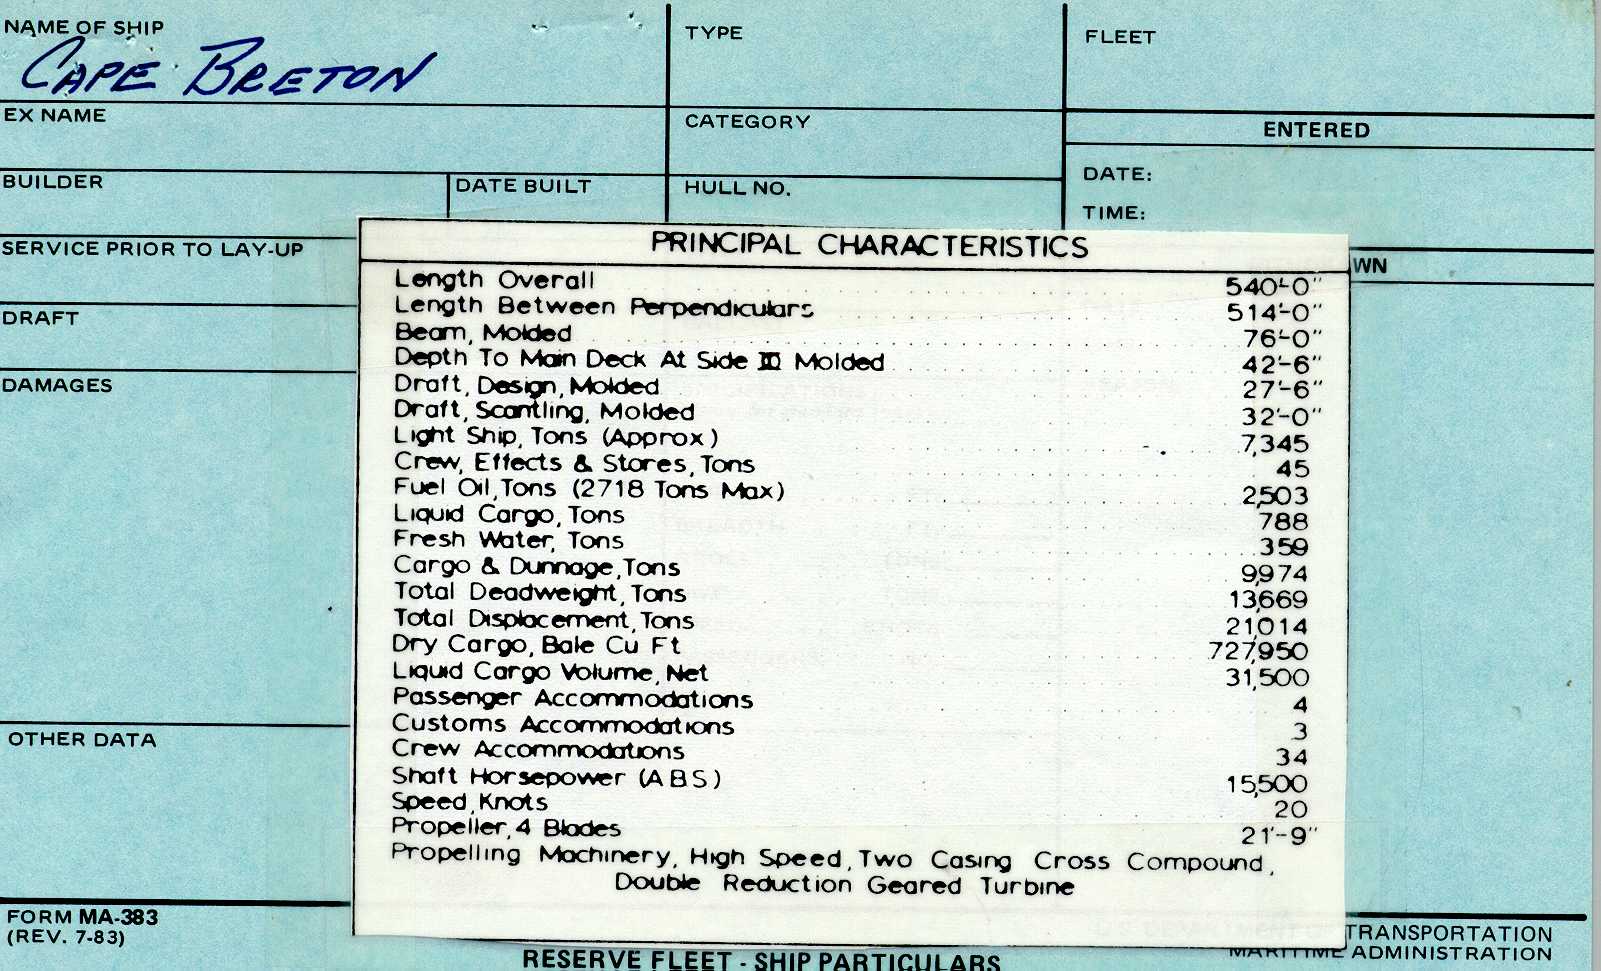 NAME OF SHIP
CAPE BRETON
TYPE
FLEET
EX NAME
CATEGORY
ENTERED
BUILDER
DATE BUILT
HULL NO.
DATE:
TIME:
SERVICE PRIOR TO LAY-UP
WN
DRAFT
DAMAGES
OTHER DATA
PRINCIPAL CHARACTERISTICS
Length Overall 540'-0"
Length Between Perpendiculars 514'-0"
Beam, Molded 76'-0"
Depth To Main Deck At Side III Molded 42'-6"
Draft, Design, Molded 27'-6"
Draft, Scantling, Molded 32'-0"
Light Ship, Tons (Approx) 7,345
Crew, Effects & Stores, Tons 45
Fuel Oil, Tons (2718 Tons Max) 2,503
Liquid Cargo, Tons 788
Fresh Water, Tons 359
Cargo & Dunnage, Tons 9,974
Total Deadweight, Tons 13,669
Total Displacement, Tons 21,014
Dry Cargo, Bale Cu Ft 727,950
Liquid Cargo Volume, Net 31,500
Passenger Accommodations 4
Customs Accommodations 3
Crew Accommodations 34
Shaft Horsepower (ABS) 15,500
Speed, Knots 20
Propeller, 4 Blades 21'-9"
Propelling Machinery, High Speed, Two Casing Cross Compound,
Double Reduction Geared Turbine
FORM MA-383
(REV. 7-83)
TRANSPORTATION
MARITIME ADMINISTRATION
RESERVE FLEET - SHIP PARTICULARS